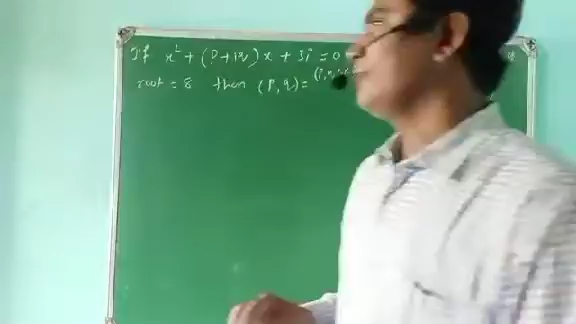 If x² + (P+iq)x + 3i = 0
root = 8 then (P,q)=